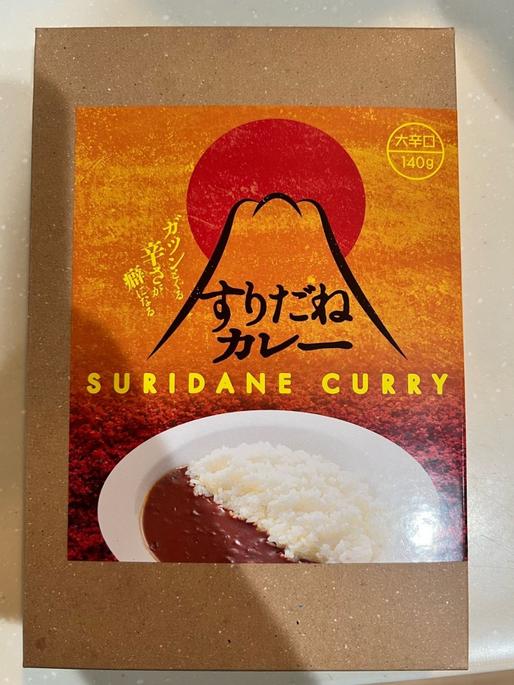 大辛口
140g
ガツンとくる
辛さが
癖になる
すりだね
カレー
SURIDANE CURRY